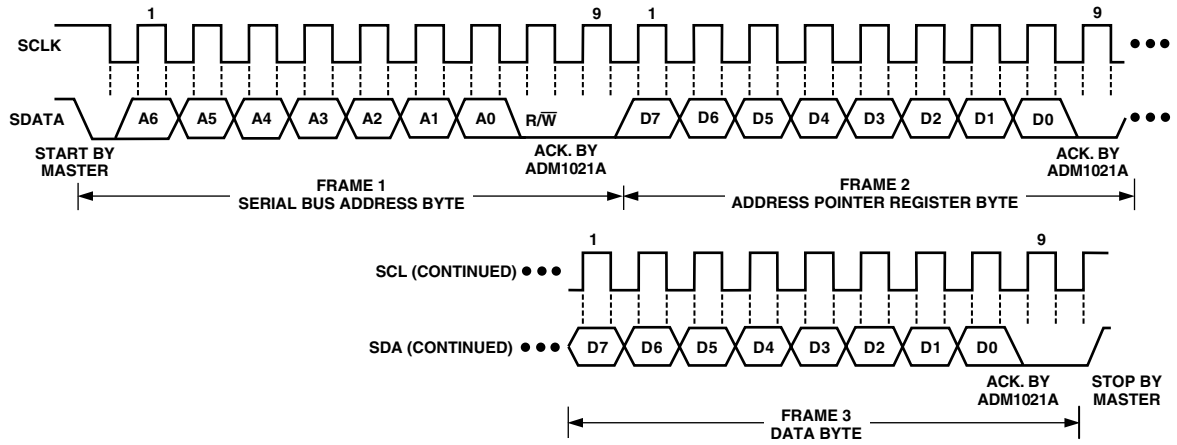 1 9 1 9
SCLK
SDATA A6 A5 A4 A3 A2 A1 A0 R/W̅ D7 D6 D5 D4 D3 D2 D1 D0
START BY
MASTER
ACK. BY
ADM1021A
ACK. BY
ADM1021A
FRAME 1
SERIAL BUS ADDRESS BYTE
FRAME 2
ADDRESS POINTER REGISTER BYTE
1 9
SCL (CONTINUED)
SDA (CONTINUED) D7 D6 D5 D4 D3 D2 D1 D0
ACK. BY
ADM1021A
STOP BY
MASTER
FRAME 3
DATA BYTE